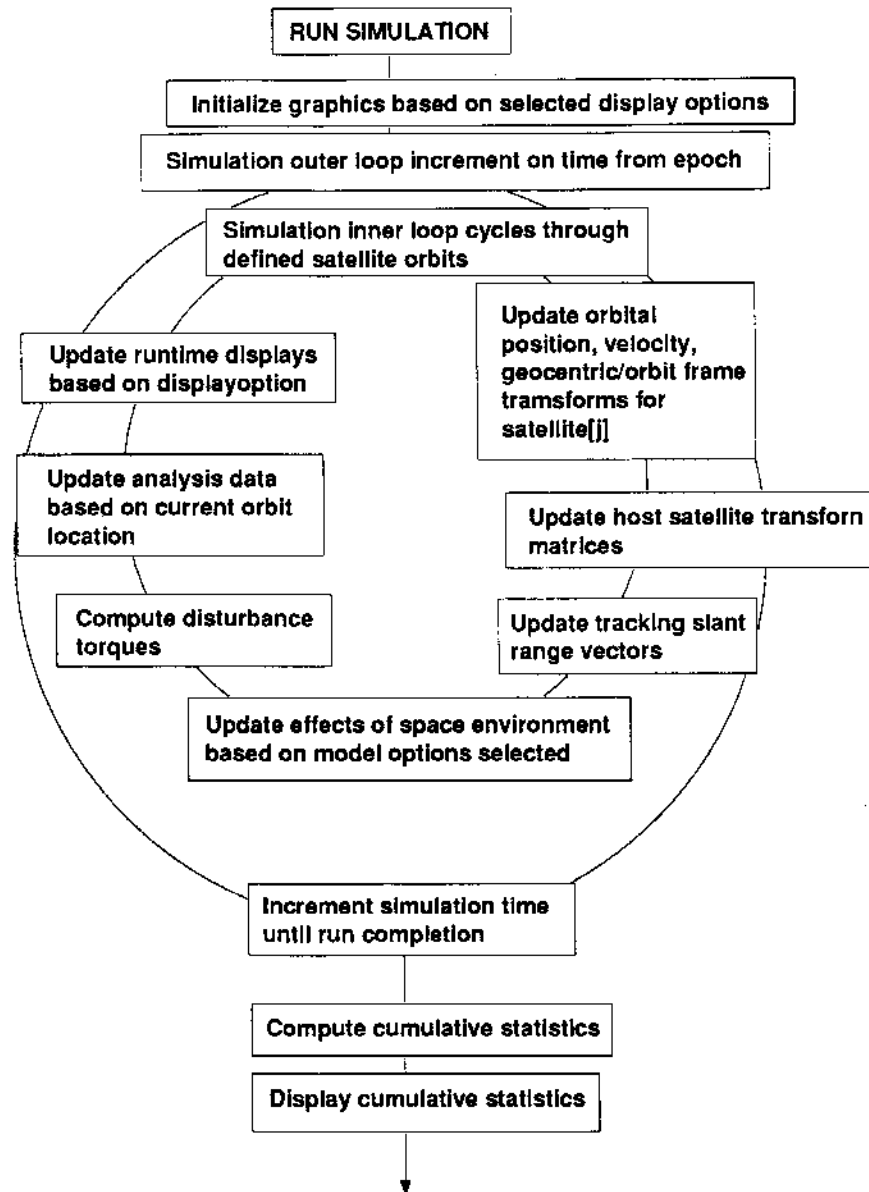 RUN SIMULATION
Initialize graphics based on selected display options
Simulation outer loop increment on time from epoch
Simulation inner loop cycles through
defined satellite orbits
Update orbital
position, velocity,
geocentric/orbit frame
tramsforms for
satellite[j]
Update runtime displays
based on displayoption
Update analysis data
based on current orbit
location
Update host satellite transforn
matrices
Compute disturbance
torques
Update tracking slant
range vectors
Update effects of space environment
based on model options selected
Increment simulation time
until run completion
Compute cumulative statistics
Display cumulative statistics